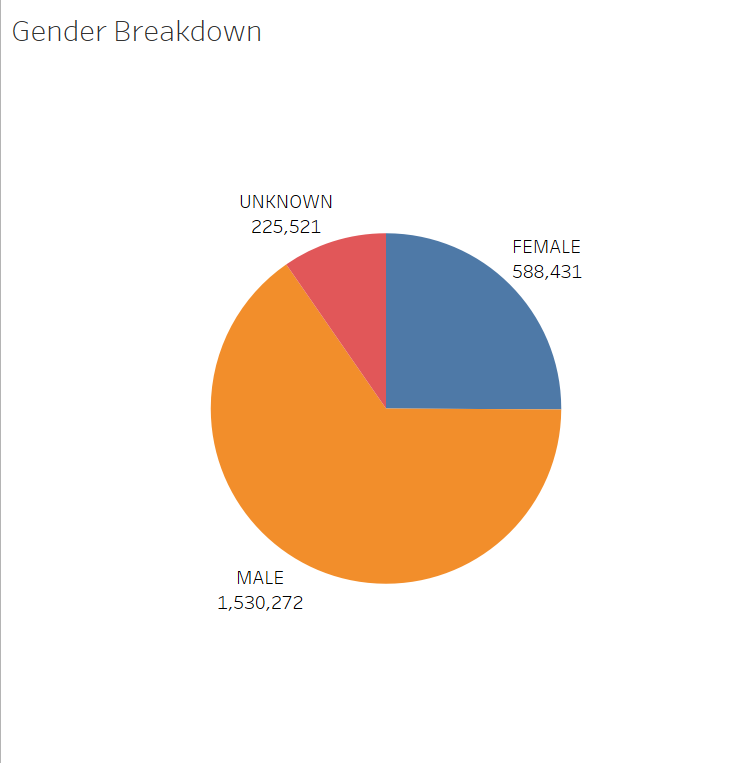 Gender Breakdown
UNKNOWN
225,521
FEMALE
588,431
MALE
1,530,272